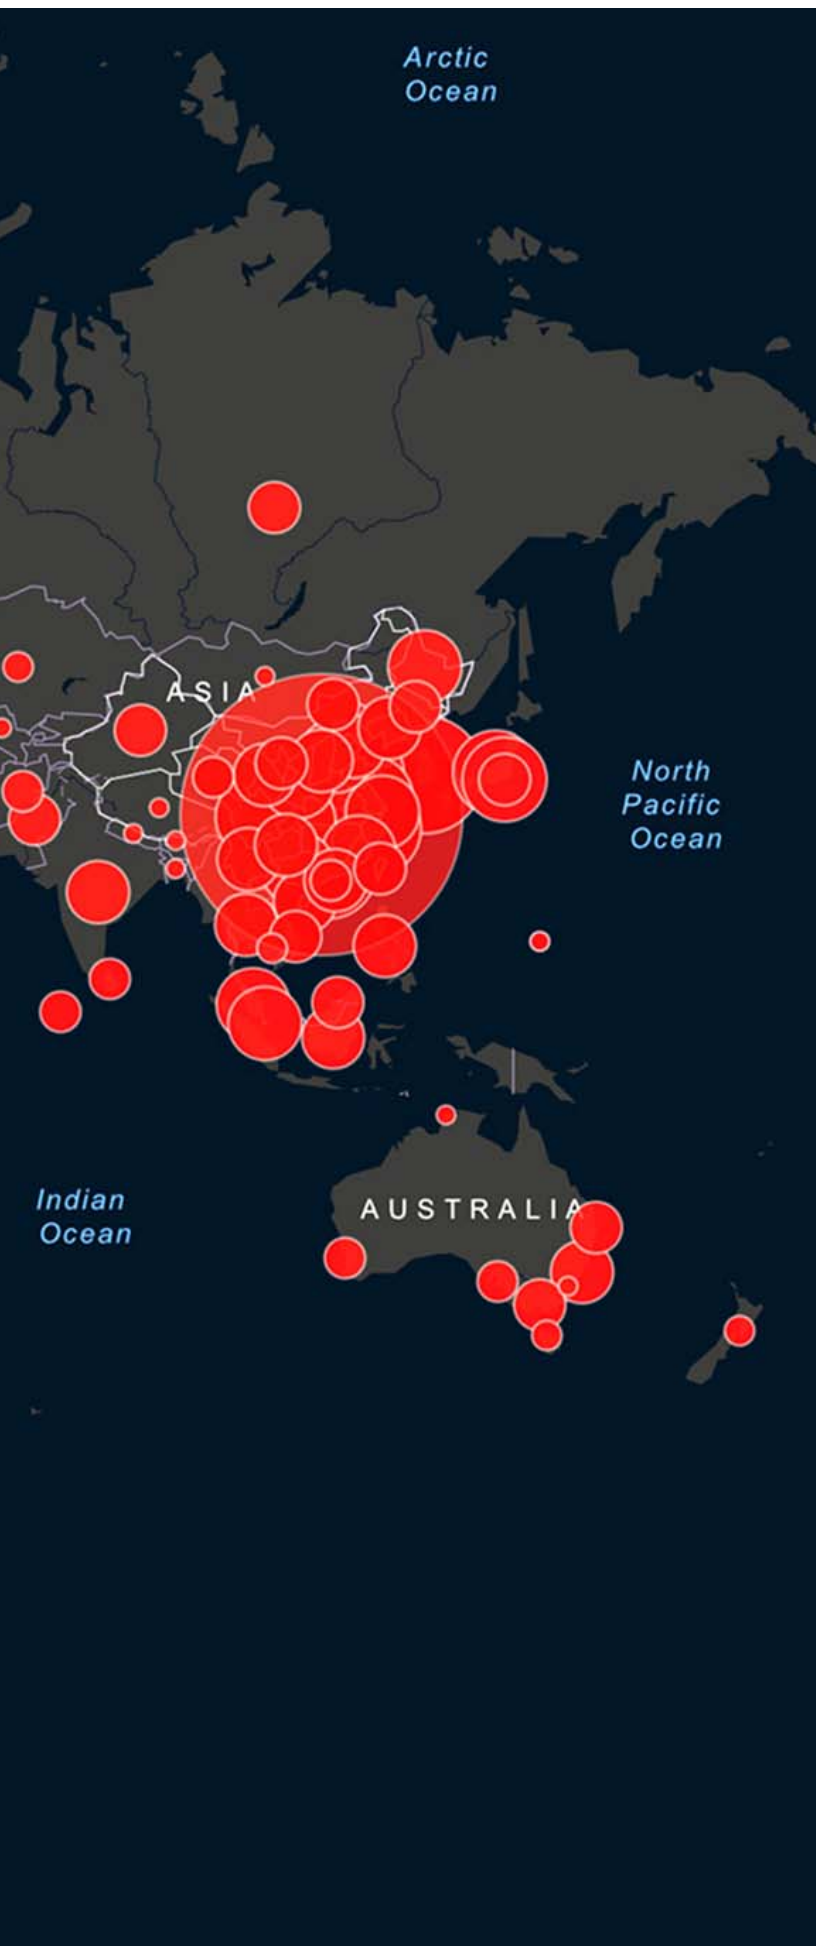 Arctic
Ocean
ASIA
North
Pacific
Ocean
Indian
Ocean
AUSTRALIA